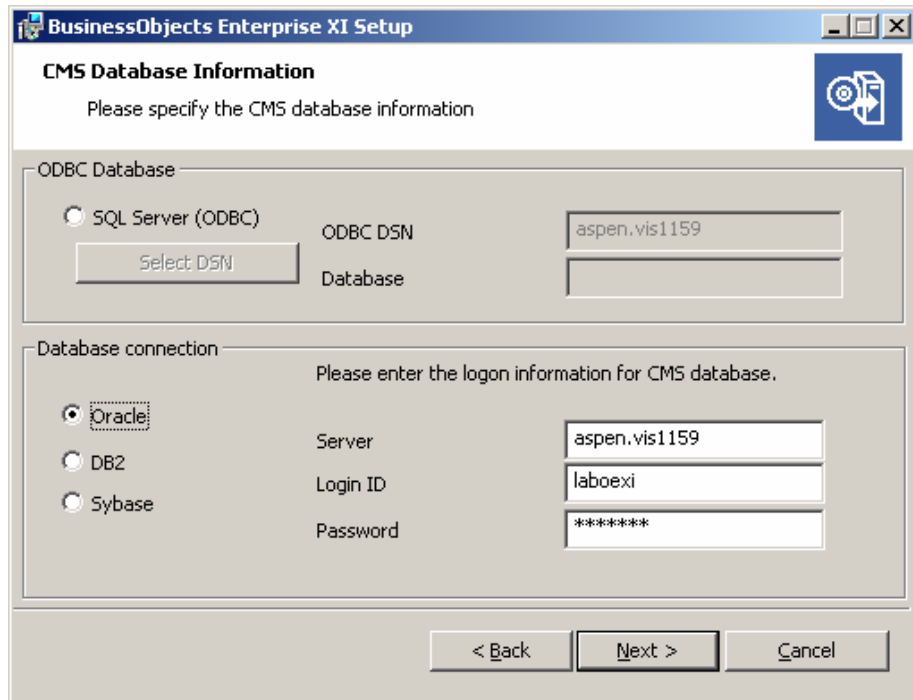 BusinessObjects Enterprise XI Setup
CMS Database Information
Please specify the CMS database information
ODBC Database
SQL Server (ODBC)
ODBC DSN
aspen.vis1159
Select DSN
Database
Database connection
Please enter the logon information for CMS database.
Oracle
Server
aspen.vis1159
DB2
Login ID
laboexi
Sybase
Password
*******
< Back
Next >
Cancel